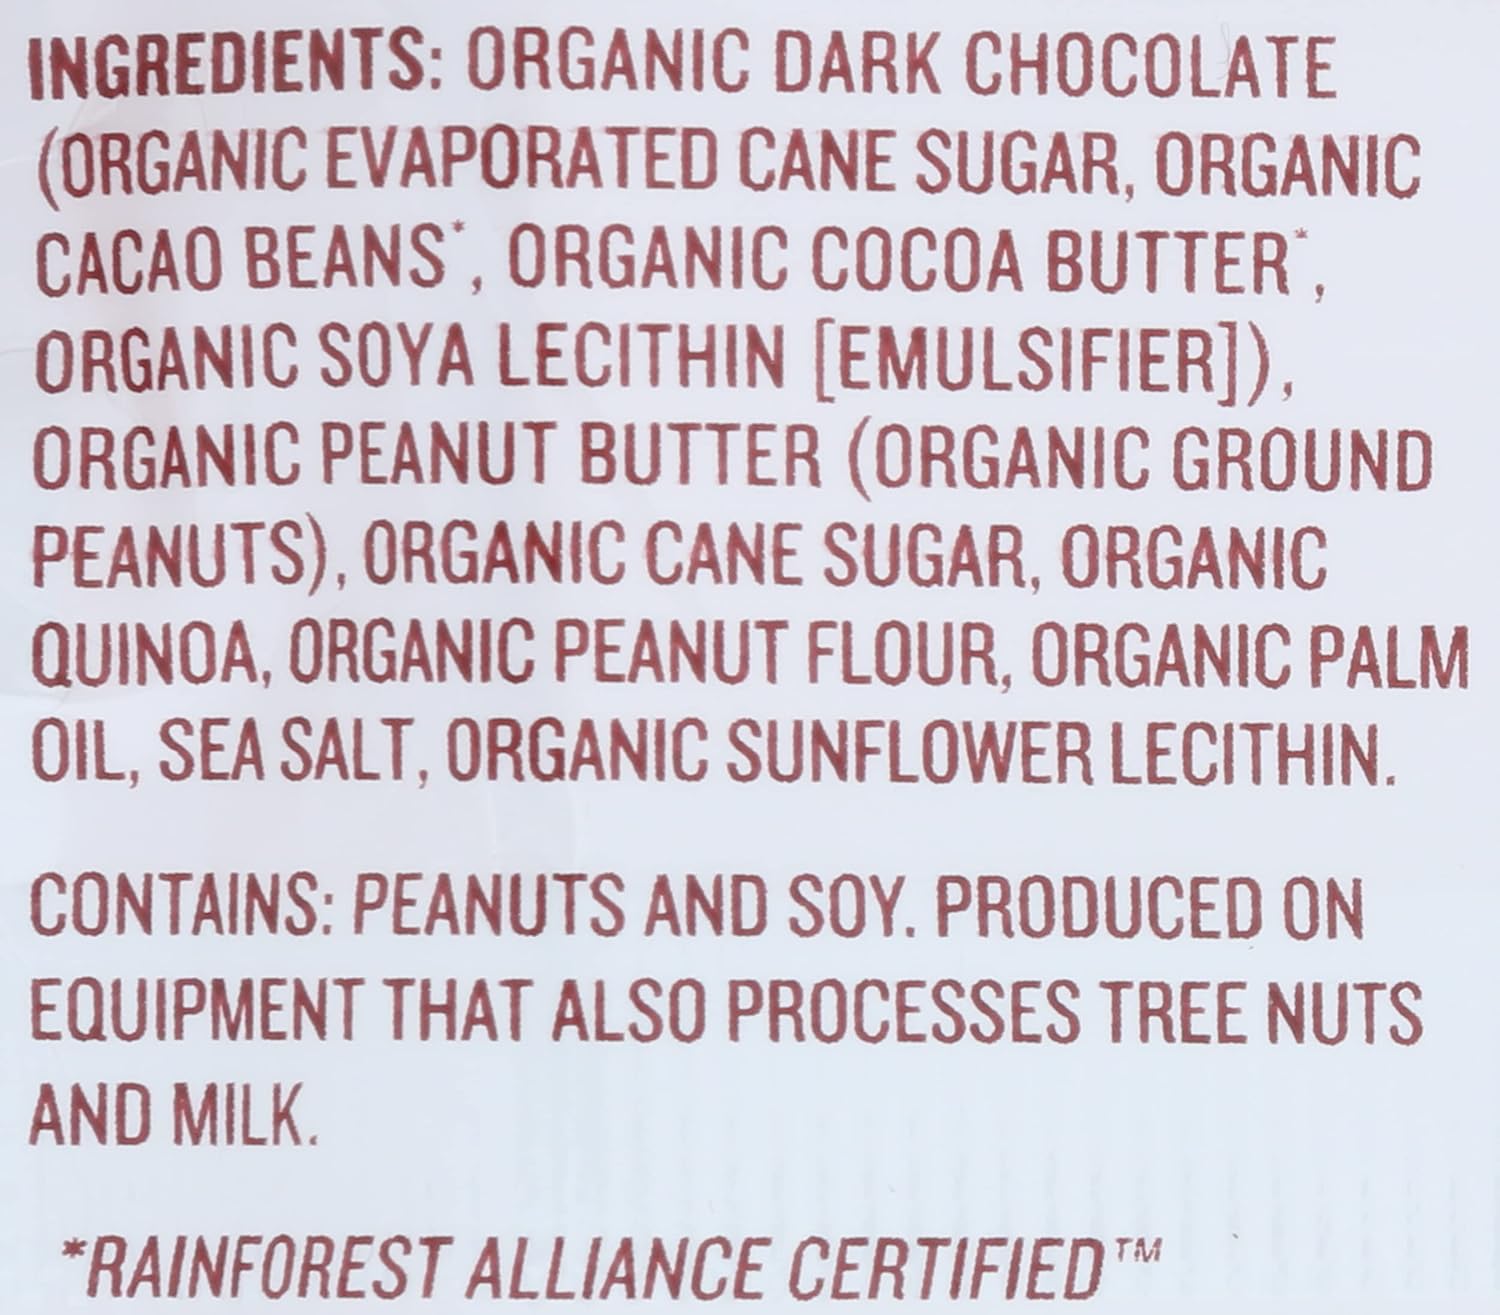 INGREDIENTS: ORGANIC DARK CHOCOLATE
(ORGANIC EVAPORATED CANE SUGAR, ORGANIC
CACAO BEANS*, ORGANIC COCOA BUTTER*,
ORGANIC SOYA LECITHIN [EMULSIFIER]),
ORGANIC PEANUT BUTTER (ORGANIC GROUND
PEANUTS), ORGANIC CANE SUGAR, ORGANIC
QUINOA, ORGANIC PEANUT FLOUR, ORGANIC PALM
OIL, SEA SALT, ORGANIC SUNFLOWER LECITHIN.
CONTAINS: PEANUTS AND SOY. PRODUCED ON
EQUIPMENT THAT ALSO PROCESSES TREE NUTS
AND MILK.
*RAINFOREST ALLIANCE CERTIFIED™